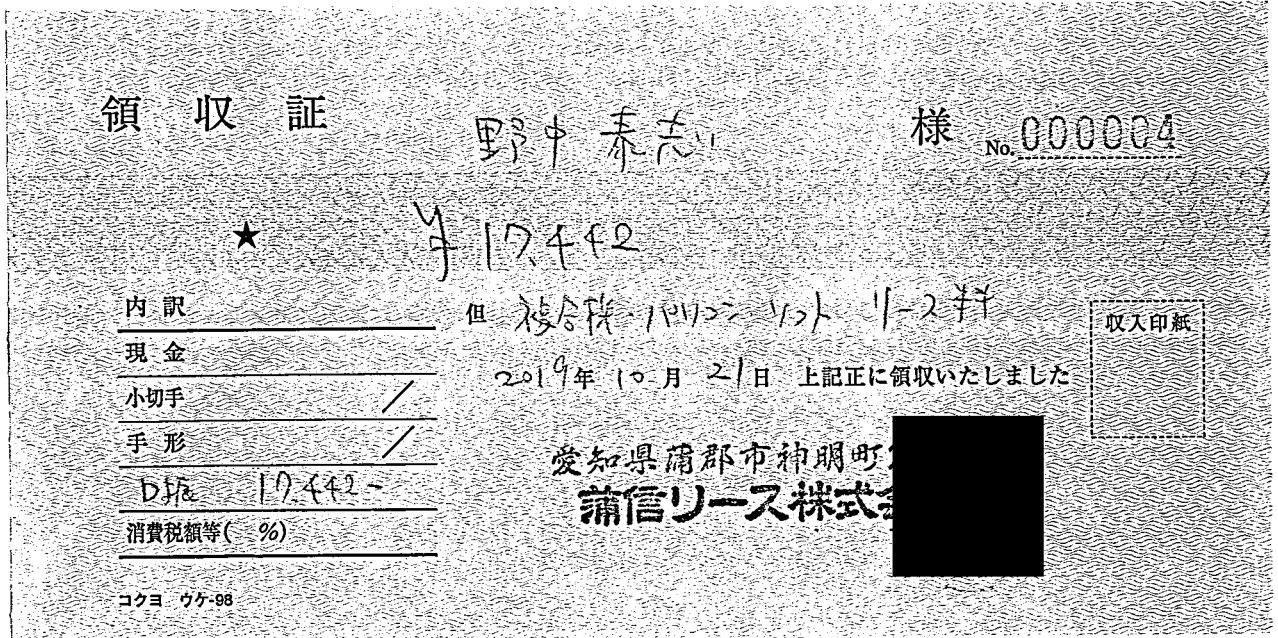 領収証 野中泰志 様 No. 000004
★ ¥17,442
内訳
但 複合機・パソコン ソフト リース料
収入印紙
現金
2019年10月21日 上記正に領収いたしました
小切手 /
手形 /
愛知県蒲郡市神明町
口振 17,442-
蒲信リース株式会
消費税額等( %)
コクヨ ウケ-98